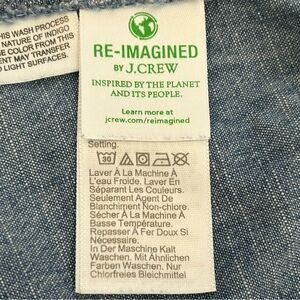 THIS WASH PROCESS
NATURE OF INDIGO
COLOR FROM THIS
ENT MAY TRANSFER
LIGHT SURFACES.
RE-IMAGINED
BY J.CREW
INSPIRED BY THE PLANET
AND ITS PEOPLE.
Learn more at
jcrew.com/reimagined
Setting.
30
Laver À La Machine À
L'eau Froide. Laver En
Séparant Les Couleurs.
Seulement Agent De
Blanchiment Non-chlore.
Sécher À La Machine À
Basse Température.
Repasser À Fer Doux Si
Nécessaire.
In Der Maschine Kalt
Waschen. Mit Ähnlichen
Farben Waschen. Nur
Chlorfreies Bleichmittel